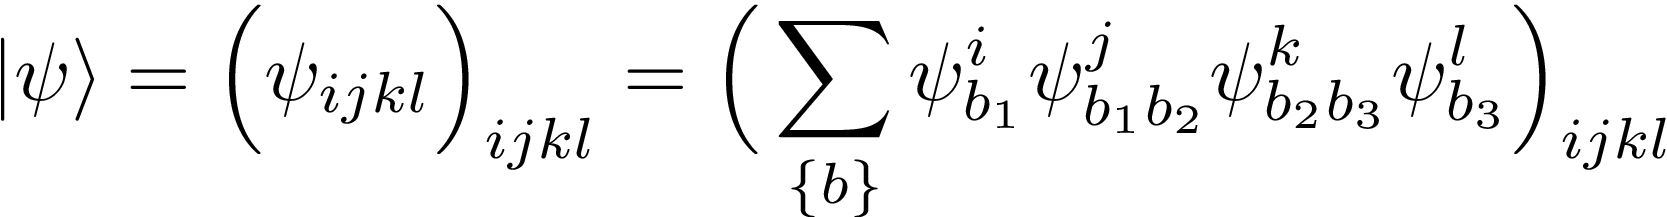 |ψ⟩ = (ψ_{ijkl})_{ijkl} = (∑_{{b}} ψ^{i}_{b_1} ψ^{j}_{b_1 b_2} ψ^{k}_{b_2 b_3} ψ^{l}_{b_3})_{ijkl}